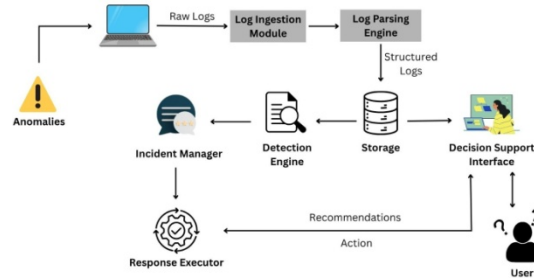 Raw Logs
Log Ingestion
Module
Log Parsing
Engine
Structured
Logs
Anomalies
Incident Manager
Detection
Engine
Storage
Decision Support
Interface
Recommendations
Action
Response Executor
User